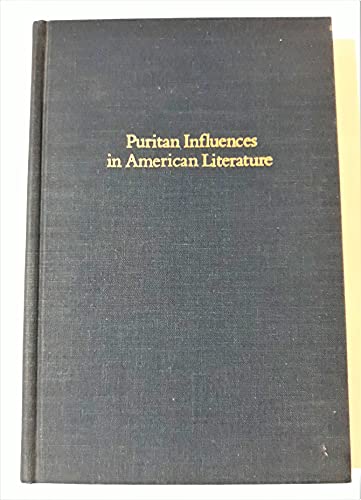 Puritan Influences
in American Literature